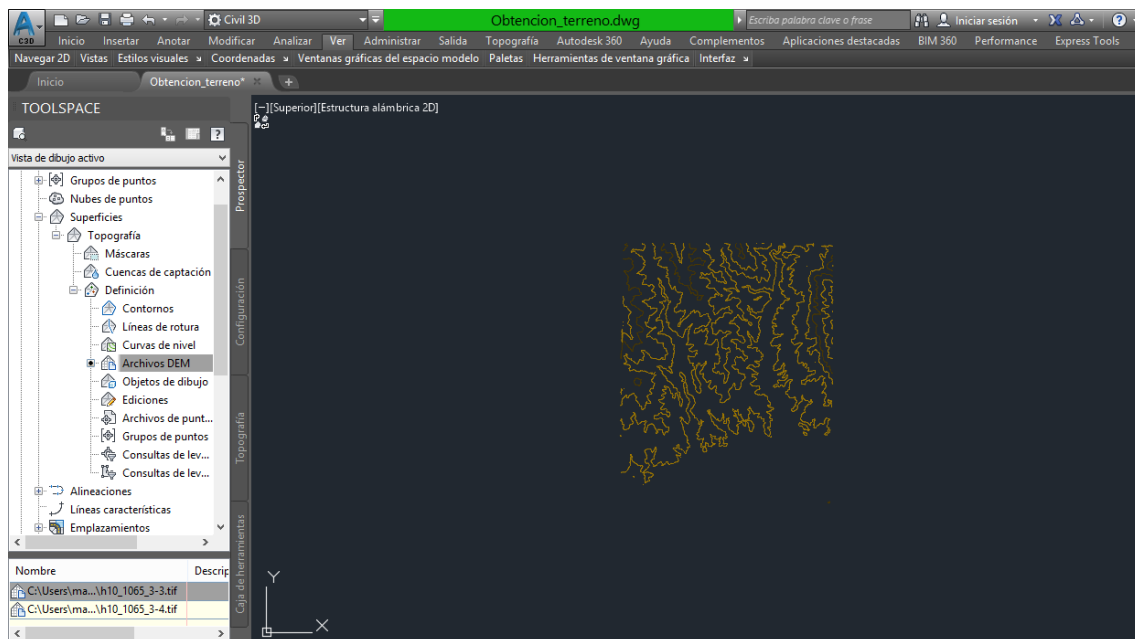 Civil 3D
Obtencion_terreno.dwg
Escriba palabra clave o frase
Iniciar sesión
C3D
Inicio Insertar Anotar Modificar Analizar Ver Administrar Salida Topografía Autodesk 360 Ayuda Complementos Aplicaciones destacadas BIM 360 Performance Express Tools
Navegar 2D Vistas Estilos visuales Coordenadas Ventanas gráficas del espacio modelo Paletas Herramientas de ventana gráfica Interfaz
Inicio Obtencion_terreno*
TOOLSPACE
[−][Superior][Estructura alámbrica 2D]
Vista de dibujo activo
Grupos de puntos
Nubes de puntos
Superficies
Topografía
Máscaras
Cuencas de captación
Definición
Contornos
Líneas de rotura
Curvas de nivel
Archivos DEM
Objetos de dibujo
Ediciones
Archivos de punt...
Grupos de puntos
Consultas de lev...
Consultas de lev...
Alineaciones
Líneas características
Emplazamientos
Prospector
Configuración
Topografía
Caja de herramientas
Nombre Descrip
C:\Users\ma...\h10_1065_3-3.tif
C:\Users\ma...\h10_1065_3-4.tif
Y
X